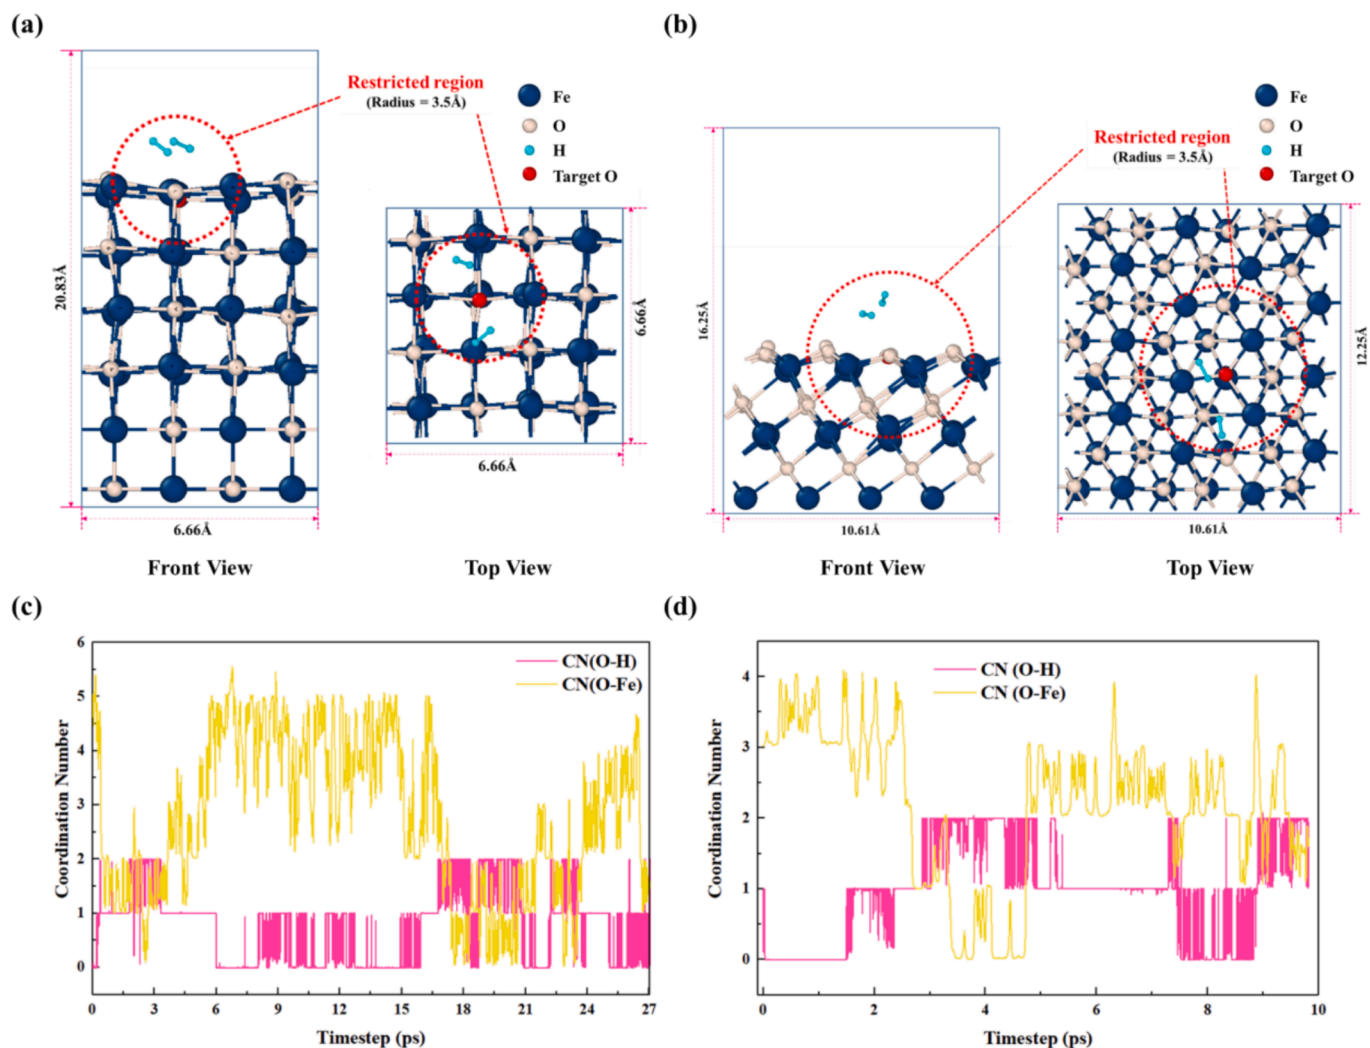 (a)
Restricted region
(Radius = 3.5Å)
Fe
O
H
Target O
20.83Å
6.66Å
6.66Å
6.66Å
Front View
Top View
(b)
Restricted region
(Radius = 3.5Å)
Fe
O
H
Target O
16.25Å
10.61Å
12.25Å
10.61Å
Front View
Top View
(c)
CN(O-H)
CN(O-Fe)
Coordination Number
6
5
4
3
2
1
0
0 3 6 9 12 15 18 21 24 27
Timestep (ps)
(d)
CN (O-H)
CN (O-Fe)
Coordination Number
4
3
2
1
0
0 2 4 6 8 10
Timestep (ps)